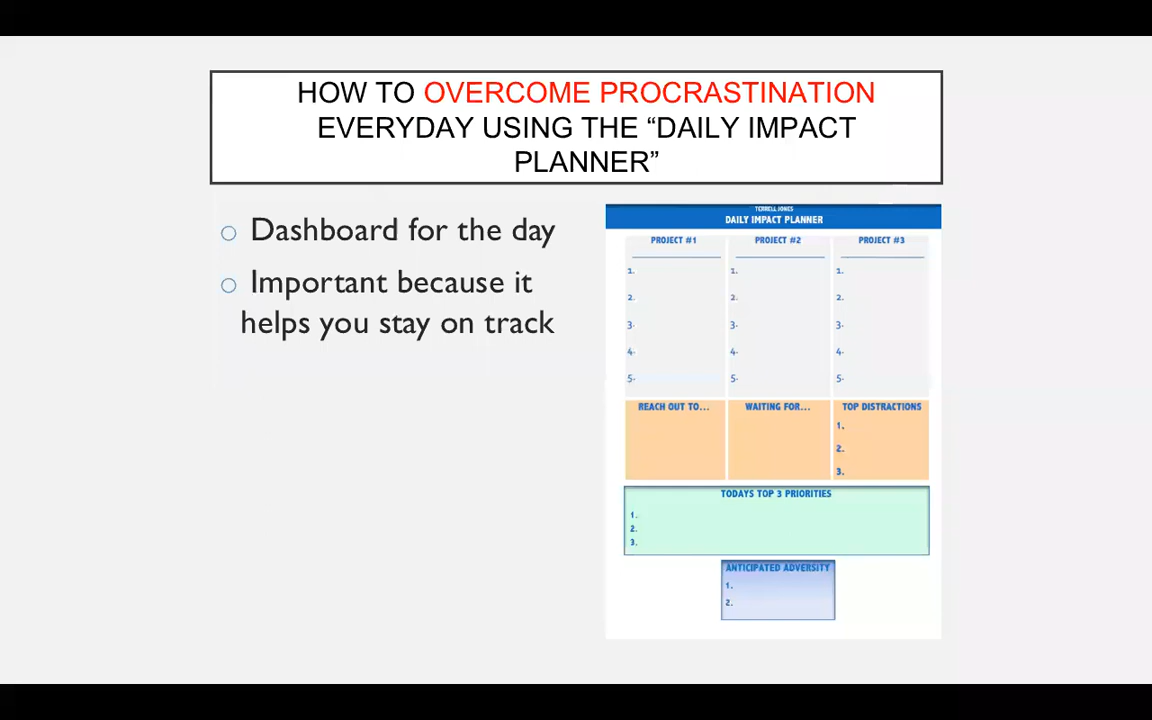 HOW TO OVERCOME PROCRASTINATION
EVERYDAY USING THE “DAILY IMPACT
PLANNER”
o Dashboard for the day
o Important because it
helps you stay on track
TERRELL JONES
DAILY IMPACT PLANNER
PROJECT #1 PROJECT #2 PROJECT #3
1. 1. 1.
2. 2. 2.
3. 3. 3.
4. 4. 4.
5. 5. 5.
REACH OUT TO... WAITING FOR... TOP DISTRACTIONS
1.
2.
3.
TODAYS TOP 3 PRIORITIES
1.
2.
3.
ANTICIPATED ADVERSITY
1.
2.